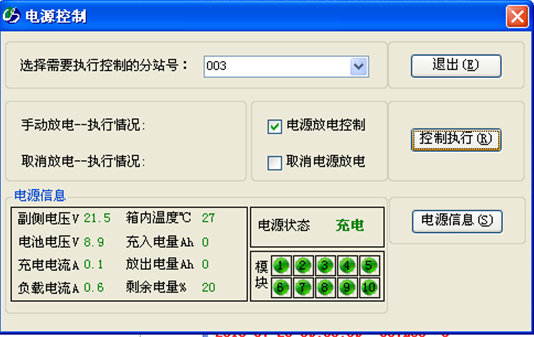 电源控制
选择需要执行控制的分站号： 003
退出(E)
手动放电--执行情况:
电源放电控制
控制执行(R)
取消放电--执行情况:
取消电源放电
电源信息
副侧电压V 21.5 箱内温度℃ 27
电池电压V 8.9 充入电量Ah 0
充电电流A 0.1 放出电量Ah 0
负载电流A 0.6 剩余电量% 20
电源状态 充电
模块
1 2 3 4 5
6 7 8 9 10
电源信息(S)